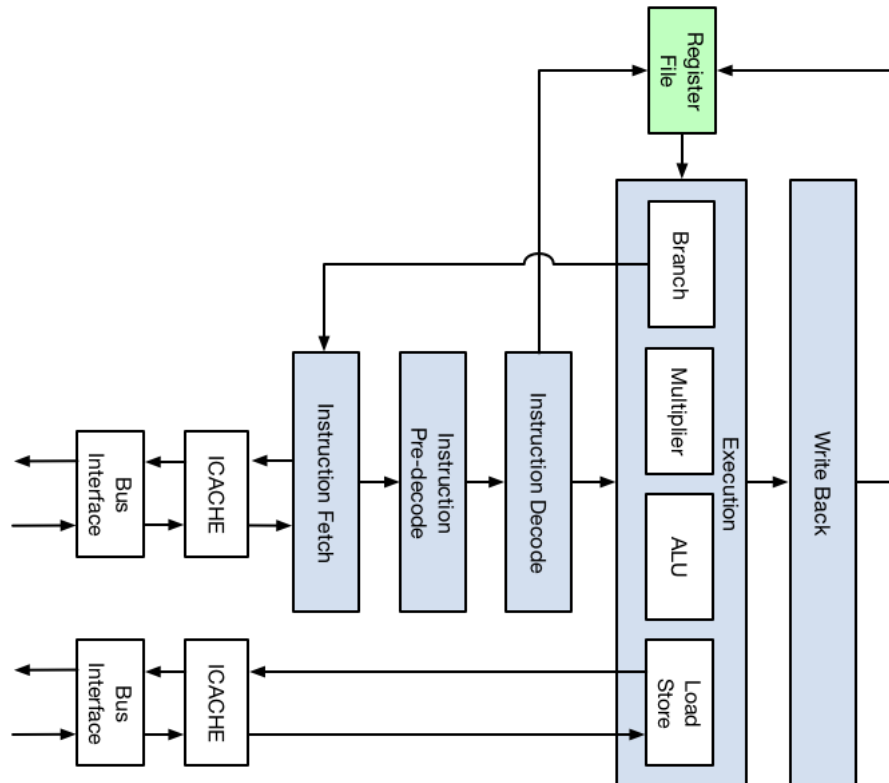 Register
File
Branch
Multiplier
ALU
Load
Store
Execution
Write Back
Instruction Fetch
Instruction
Pre-decode
Instruction Decode
ICACHE
Bus
Interface
ICACHE
Bus
Interface